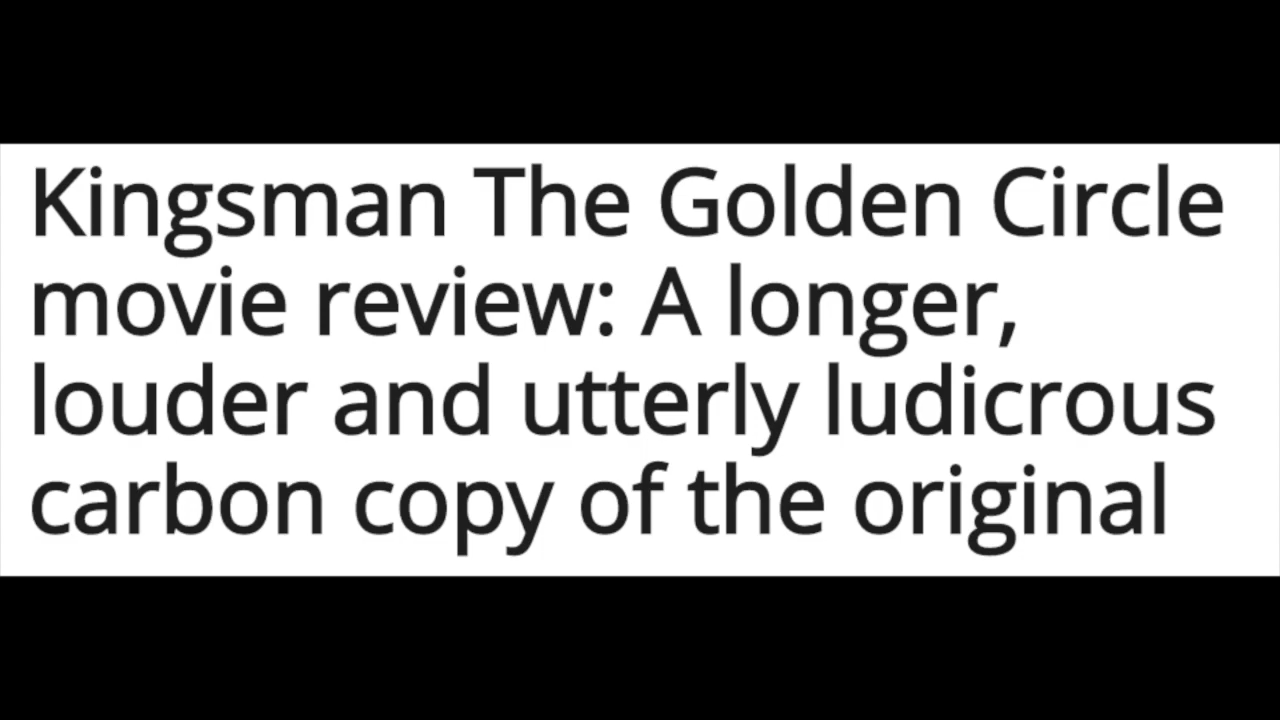 Kingsman The Golden Circle
movie review: A longer,
louder and utterly ludicrous
carbon copy of the original